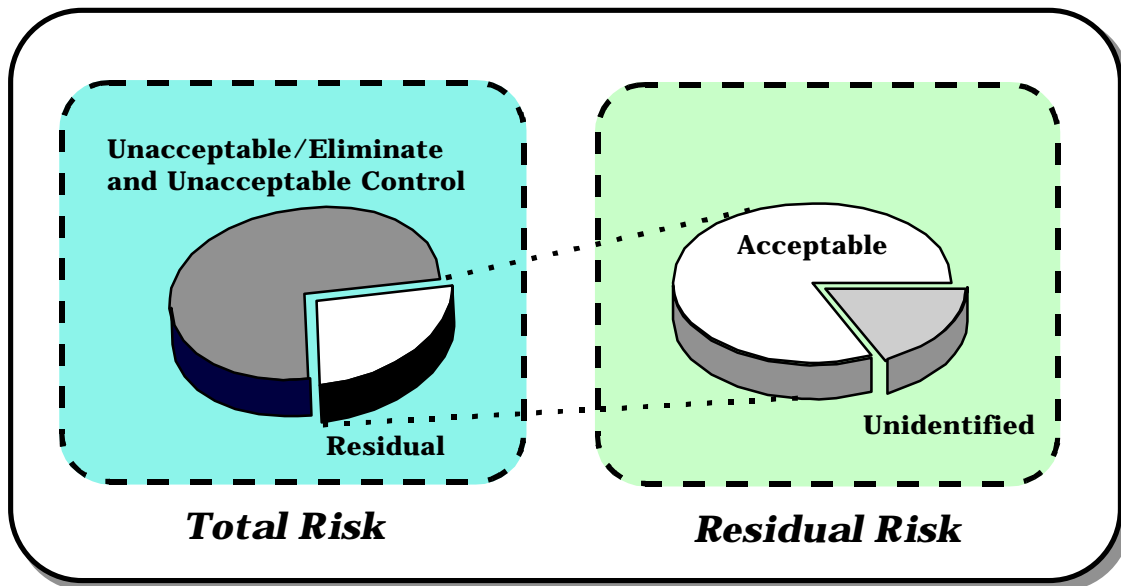 Unacceptable/Eliminate
and Unacceptable Control
Residual
Total Risk
Acceptable
Unidentified
Residual Risk